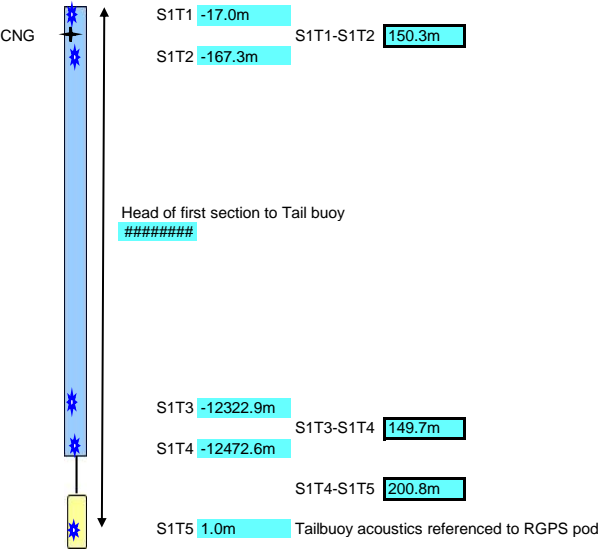 S1T1 -17.0m
CNG S1T1-S1T2 150.3m
S1T2 -167.3m
Head of first section to Tail buoy
########
S1T3 -12322.9m
S1T3-S1T4 149.7m
S1T4 -12472.6m
S1T4-S1T5 200.8m
S1T5 1.0m Tailbuoy acoustics referenced to RGPS pod